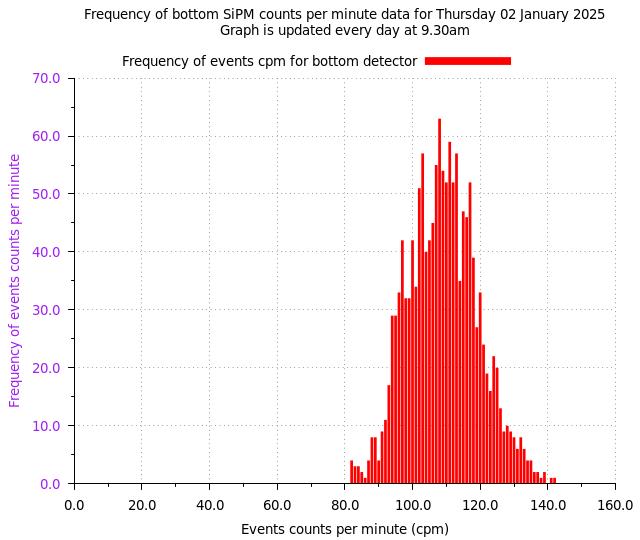 Frequency of bottom SiPM counts per minute data for Thursday 02 January 2025
Graph is updated every day at 9.30am
Frequency of events cpm for bottom detector
70.0
60.0
50.0
40.0
30.0
20.0
10.0
0.0
Frequency of events counts per minute
0.0 20.0 40.0 60.0 80.0 100.0 120.0 140.0 160.0
Events counts per minute (cpm)